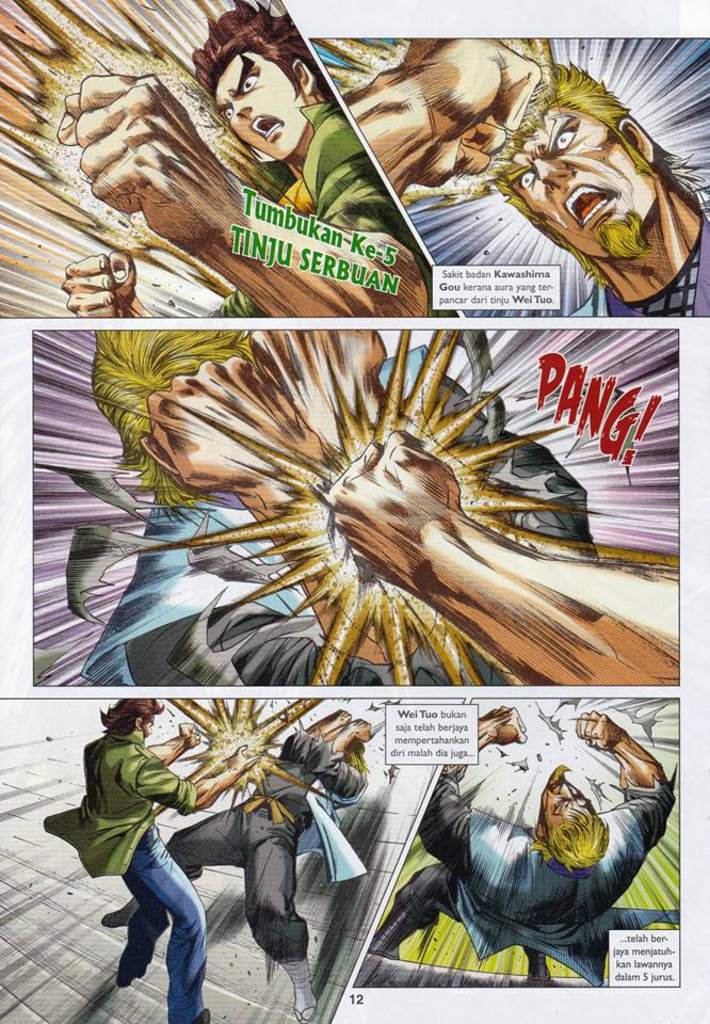 Tumbukan Ke-5
TINJU SERBUAN
Sakit badan Kawashima
Gou kerana aura yang ter-
pancar dari tinju Wei Tuo.
PANG!
Wei Tuo bukan
saja telah berjaya
mempertahankan
diri malah dia juga...
...telah ber-
jaya menjatuh-
kan lawannya
dalam 5 jurus.
12